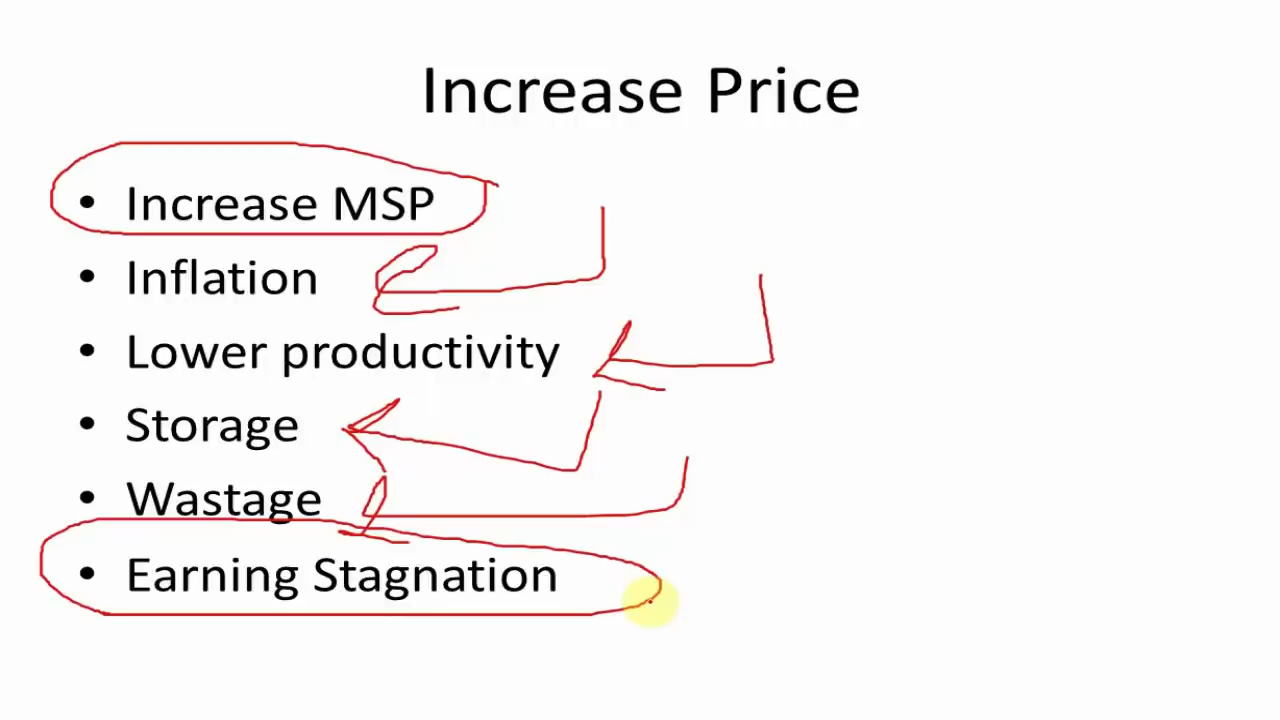 Increase Price
• Increase MSP
• Inflation
• Lower productivity
• Storage
• Wastage
• Earning Stagnation